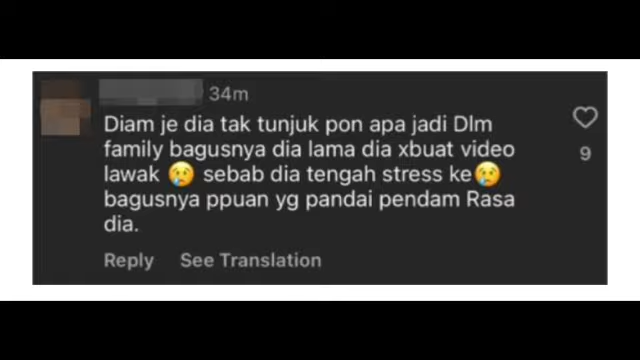 34m
Diam je dia tak tunjuk pon apa jadi Dlm
family bagusnya dia lama dia xbuat video
lawak 😢 sebab dia tengah stress ke😢
bagusnya ppuan yg pandai pendam Rasa
dia.
9
Reply See Translation